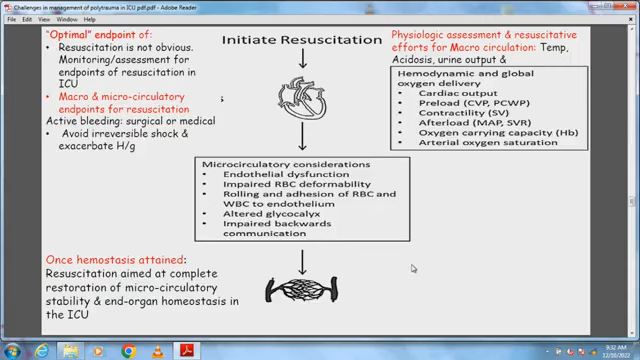 Challenges in management of polytrauma in ICU pdf.pdf - Adobe Reader
File Edit View Window Help
"Optimal" endpoint of:
• Resuscitation is not obvious.
Monitoring/assessment for
endpoints of resuscitation in
ICU
• Macro & micro-circulatory
endpoints for resuscitation
Active bleeding: surgical or medical
• Avoid irreversible shock &
exacerbate H/g
Initiate Resuscitation
s
Physiologic assessment & resuscitative
efforts for Macro circulation: Temp,
Acidosis, urine output &
Hemodynamic and global
oxygen delivery
• Cardiac output
• Preload (CVP, PCWP)
• Contractility (SV)
• Afterload (MAP, SVR)
• Oxygen carrying capacity (Hb)
• Arterial oxygen saturation
Microcirculatory considerations
• Endothelial dysfunction
• Impaired RBC deformability
• Rolling and adhesion of RBC and
WBC to endothelium
• Altered glycocalyx
• Impaired backwards
communication
Once hemostasis attained:
Resuscitation aimed at complete
restoration of micro-circulatory
stability & end-organ homeostasis in
the ICU
9:32 AM
12/10/2022